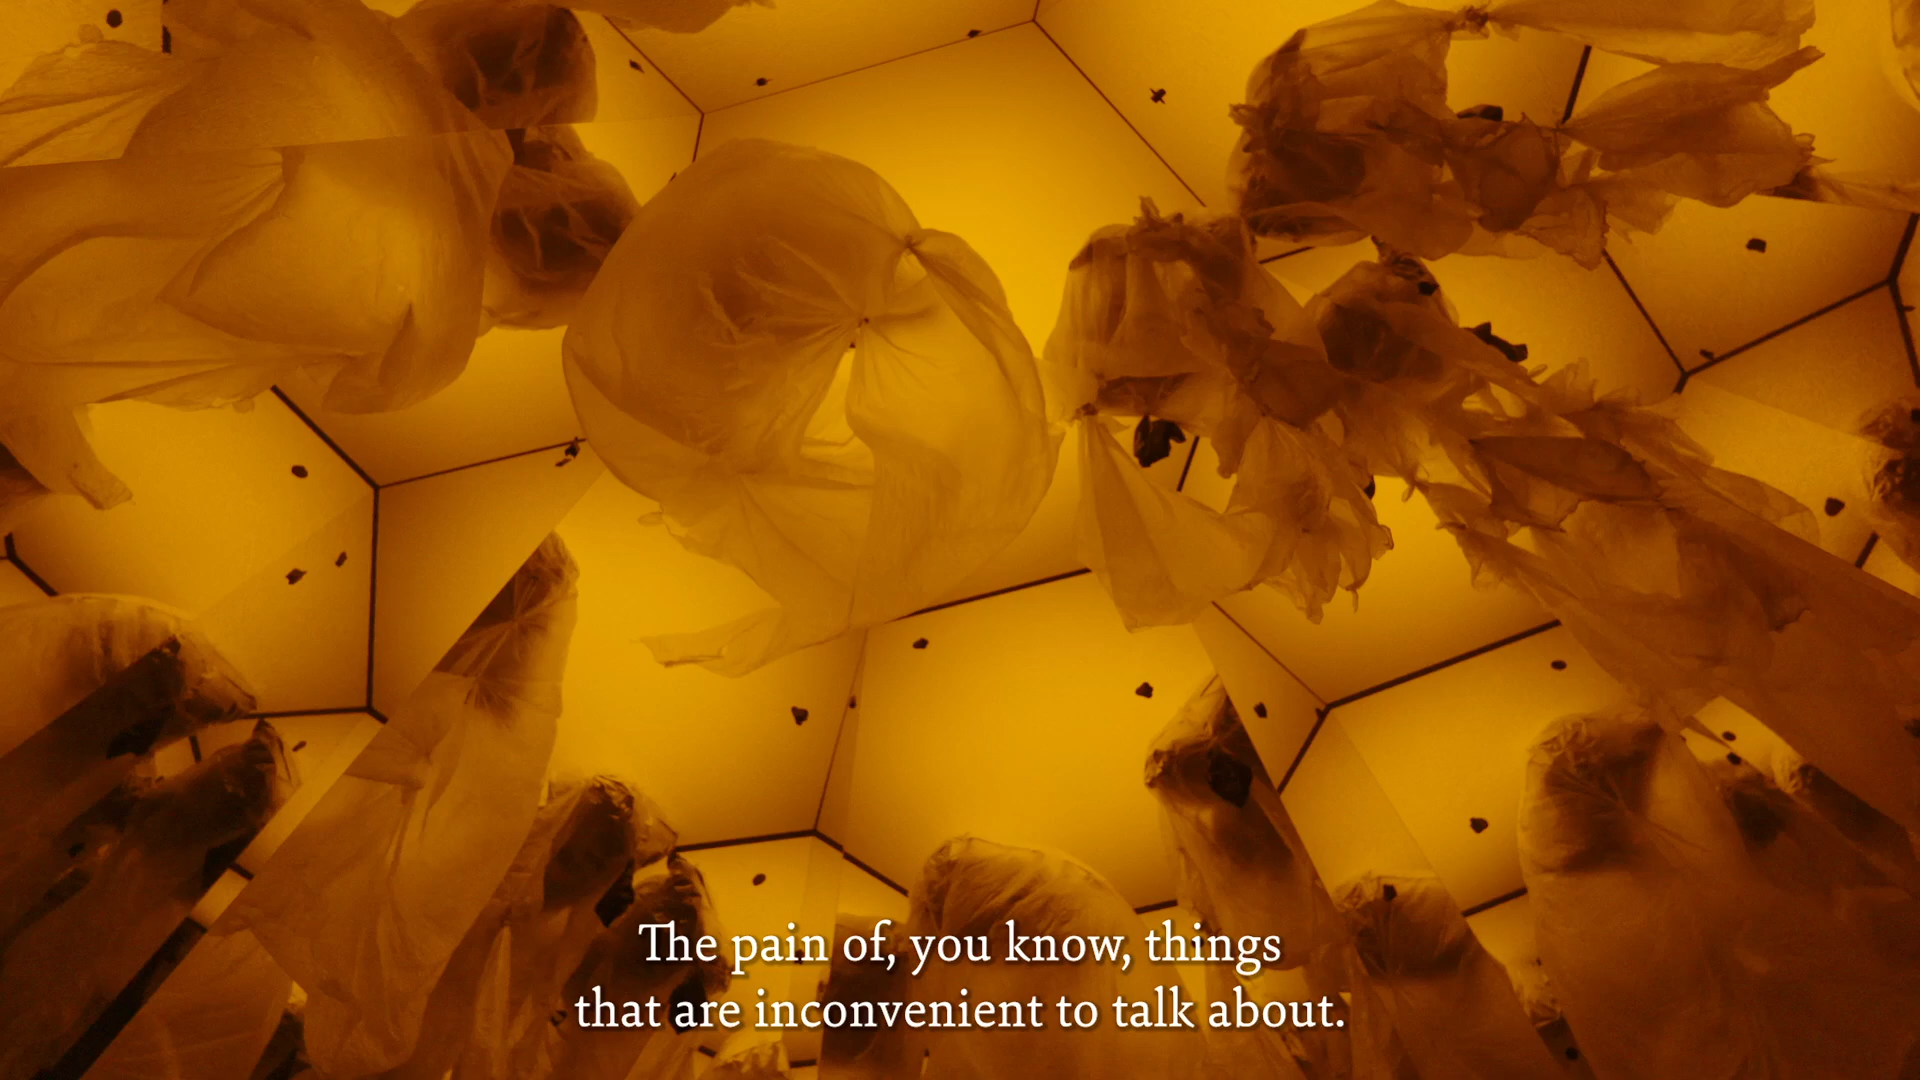 The pain of, you know, things
that are inconvenient to talk about.